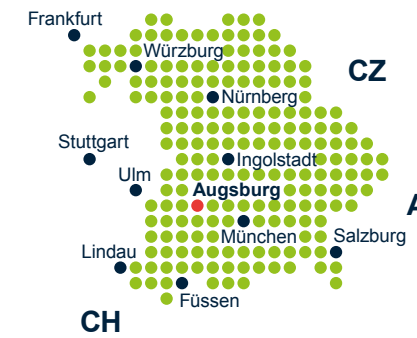 Frankfurt
Würzburg
CZ
Nürnberg
Stuttgart
Ingolstadt
Ulm
Augsburg
A
München
Salzburg
Lindau
Füssen
CH